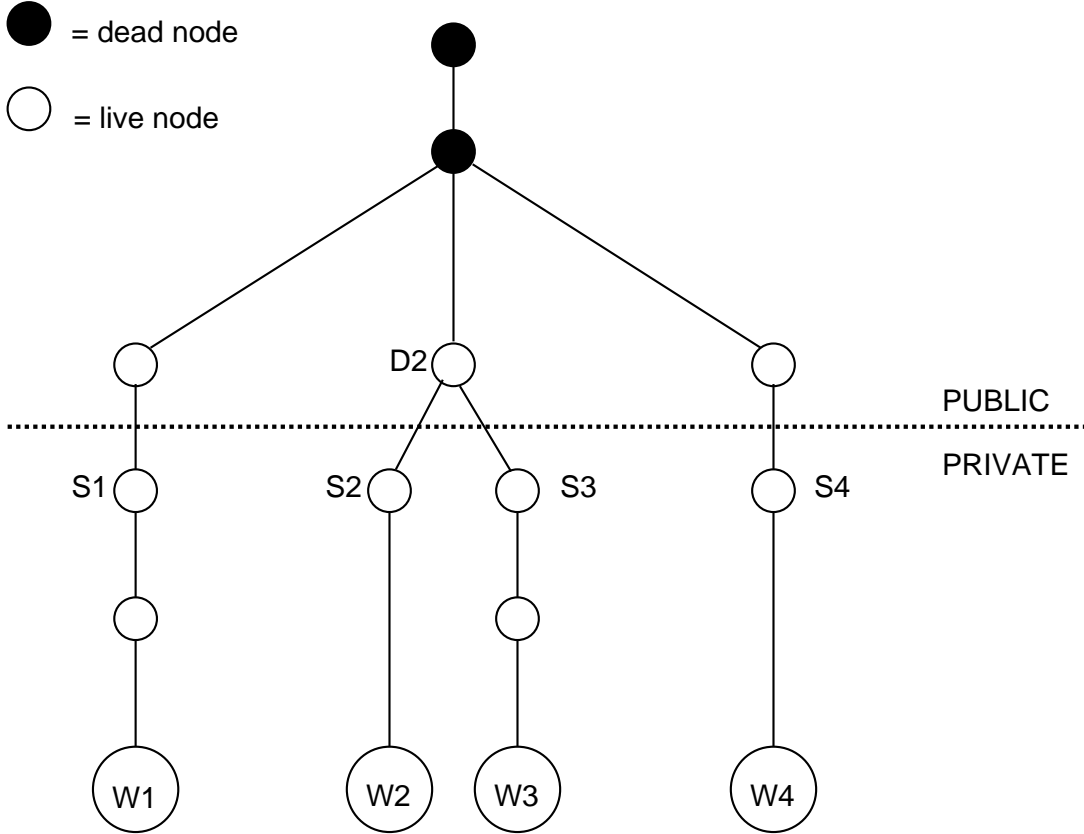 = dead node
= live node
D2
PUBLIC
PRIVATE
S1
S2
S3
S4
W1
W2
W3
W4